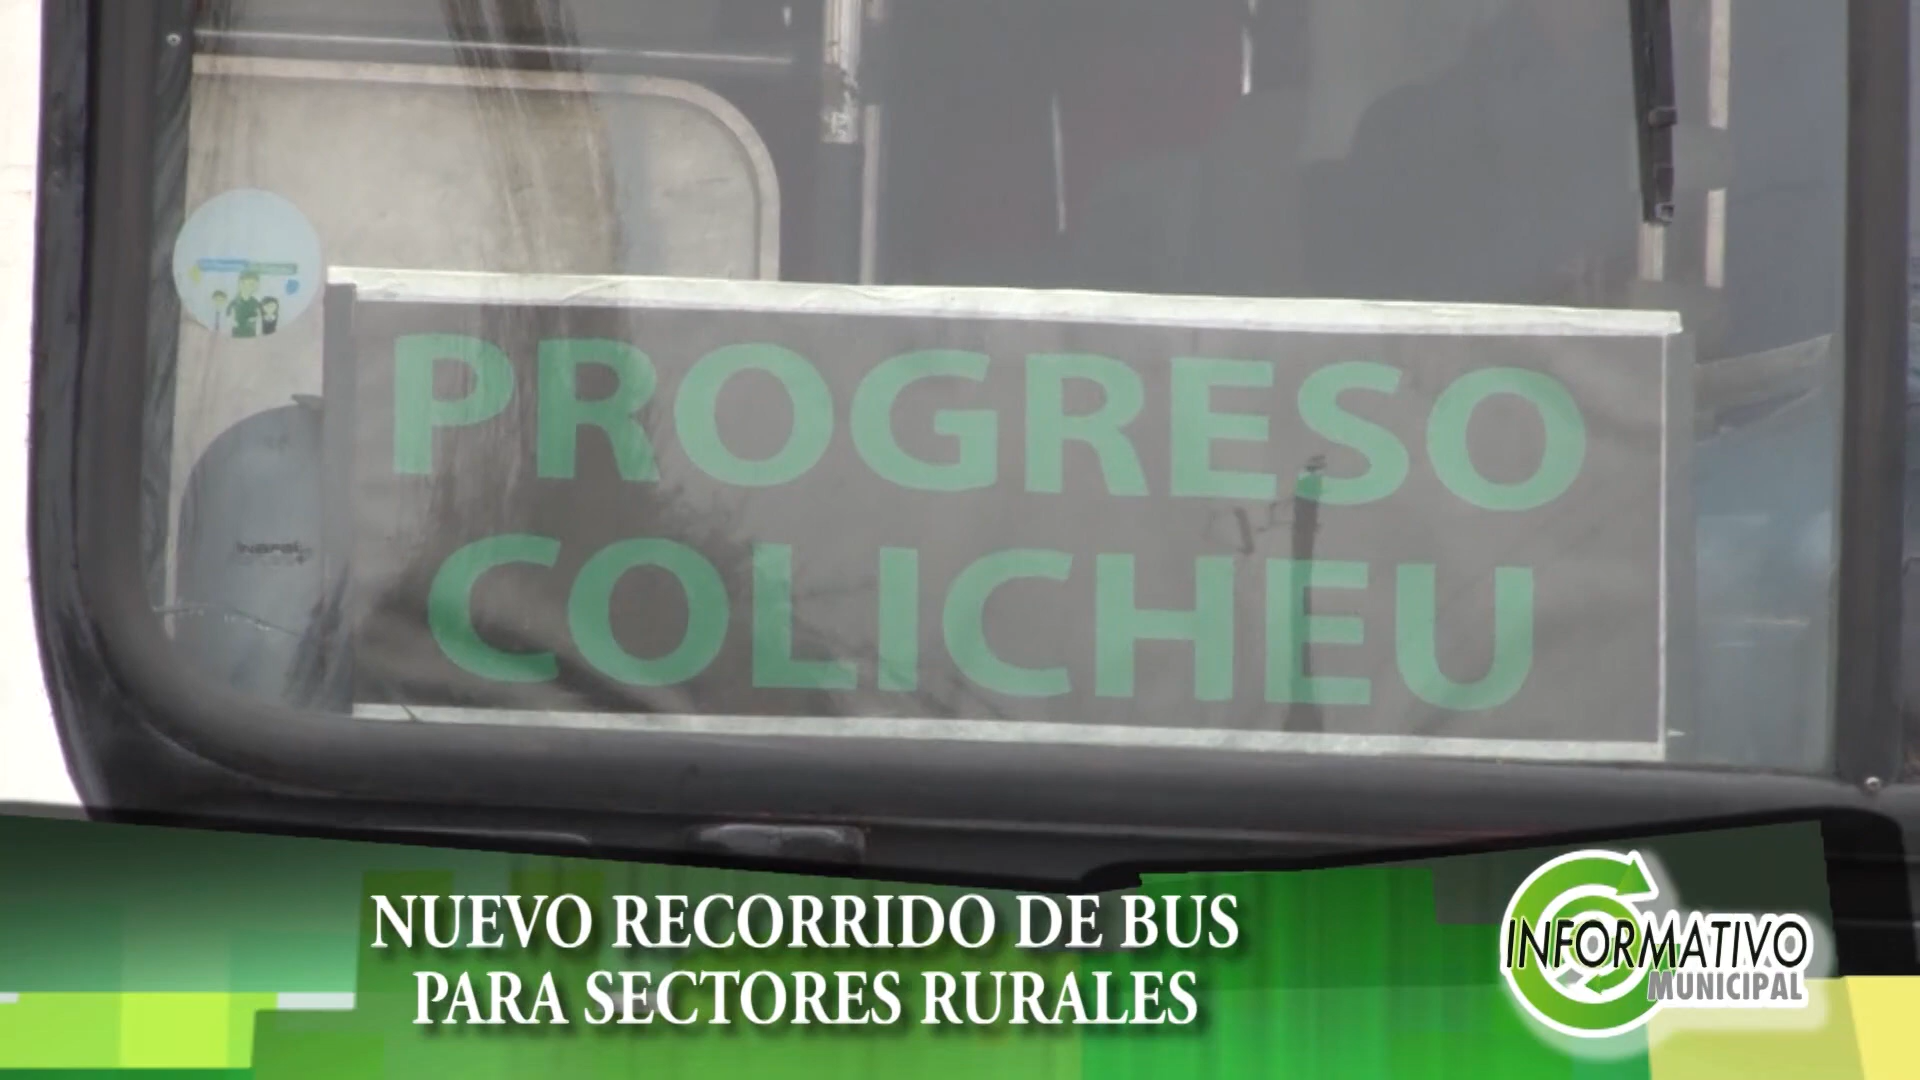 PROGRESO
COLICHEU
NUEVO RECORRIDO DE BUS
PARA SECTORES RURALES
INFORMATIVO
MUNICIPAL